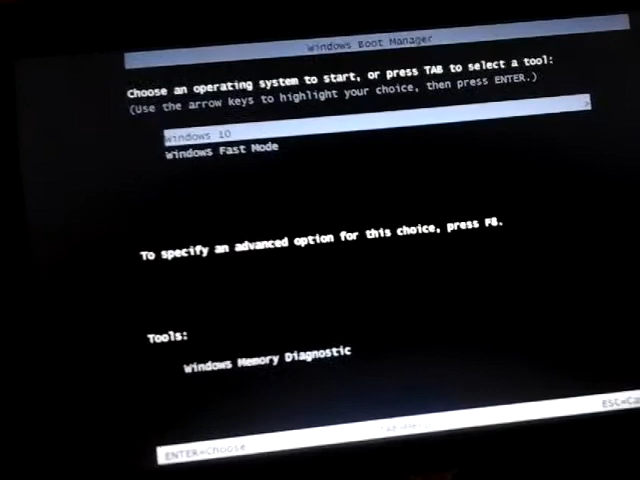 Windows Boot Manager
Choose an operating system to start, or press TAB to select a tool:
(Use the arrow keys to highlight your choice, then press ENTER.)
Windows 10 >
Windows Fast Mode
To specify an advanced option for this choice, press F8.
Tools:
Windows Memory Diagnostic
ENTER=Choose